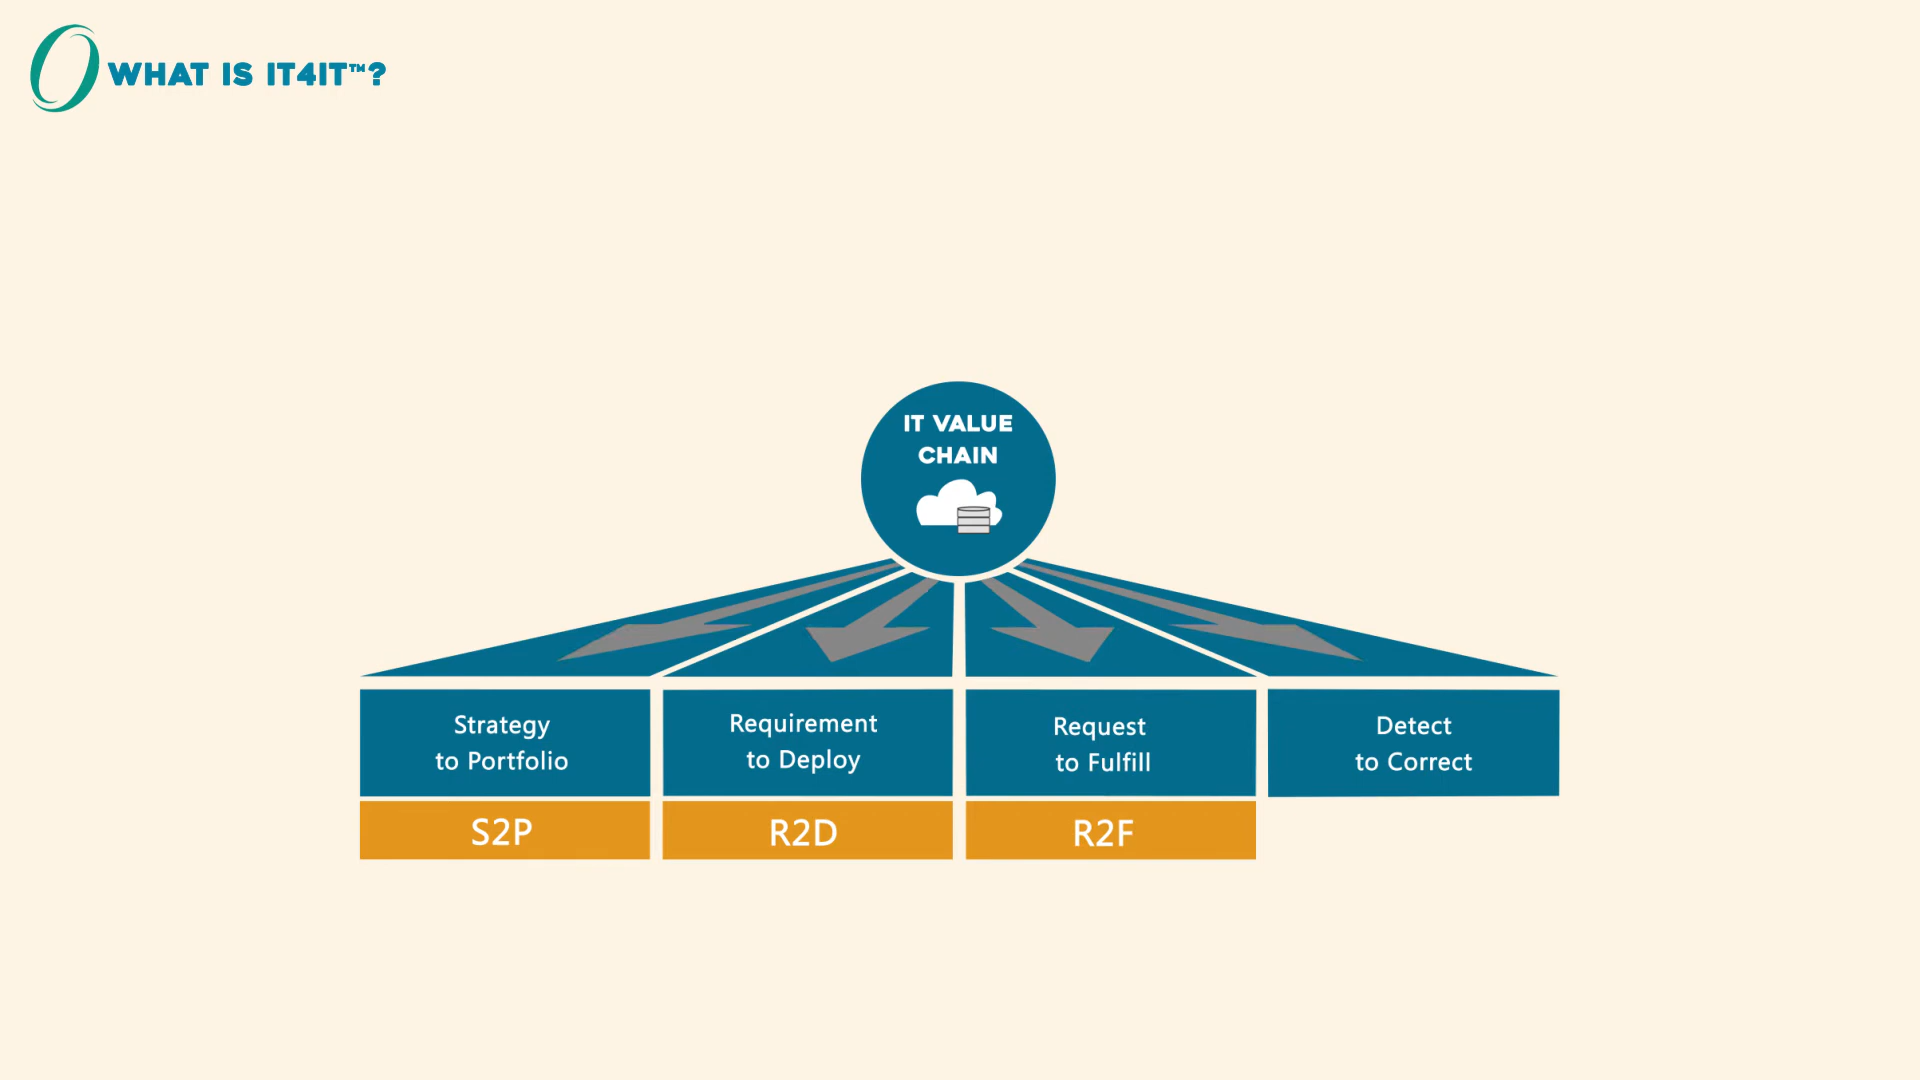 WHAT IS IT4IT™?
IT VALUE
CHAIN
Strategy
to Portfolio
Requirement
to Deploy
Request
to Fulfill
Detect
to Correct
S2P
R2D
R2F